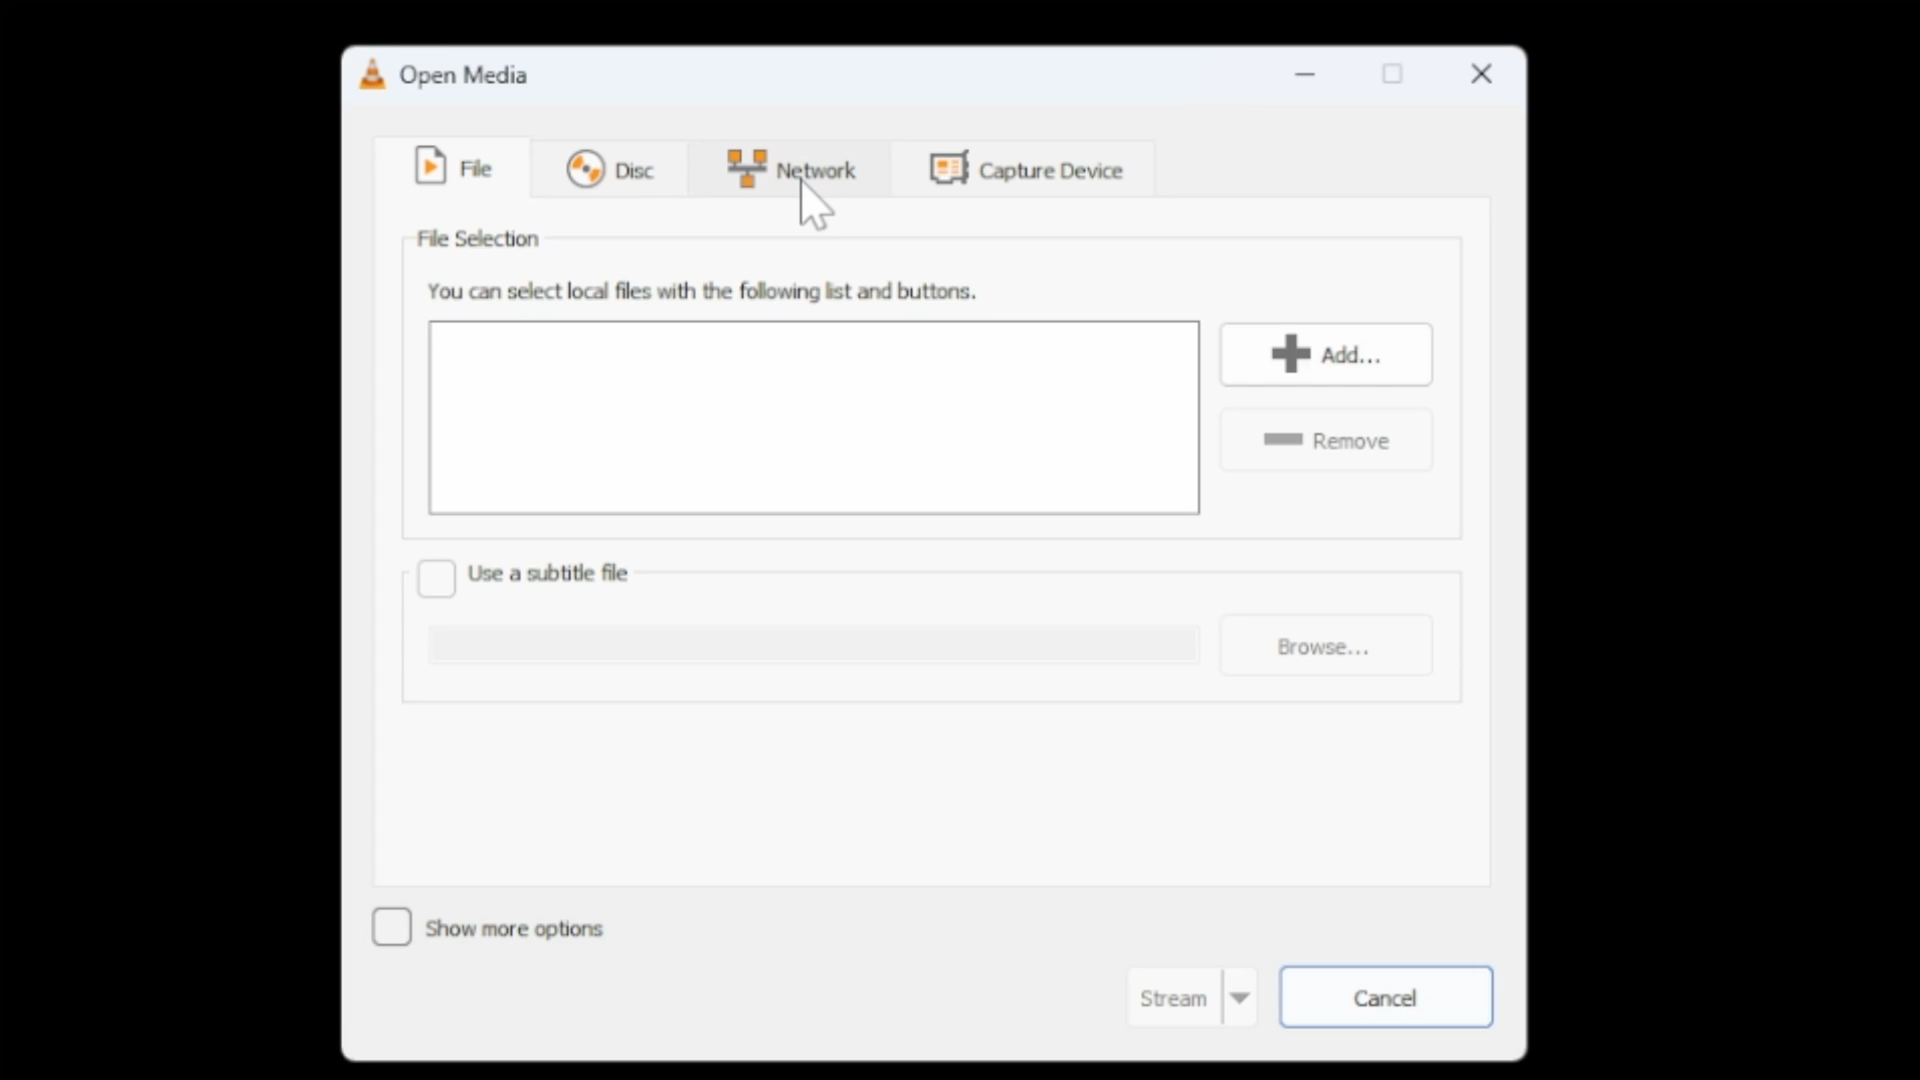 Open Media
File
Disc
Network
Capture Device
File Selection
You can select local files with the following list and buttons.
Add...
Remove
Use a subtitle file
Browse...
Show more options
Stream
Cancel